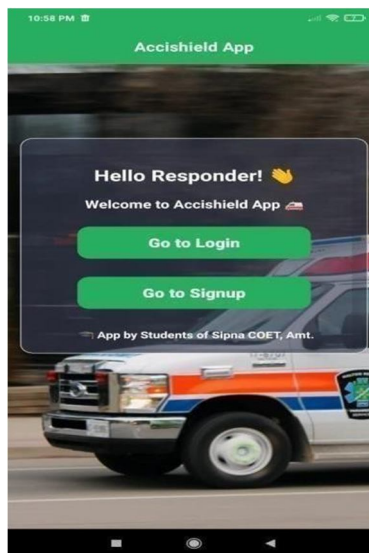 10:58 PM
Accishield App
Hello Responder! 👋
Welcome to Accishield App 🚑
Go to Login
Go to Signup
App by Students of Sipna COET, Amt.